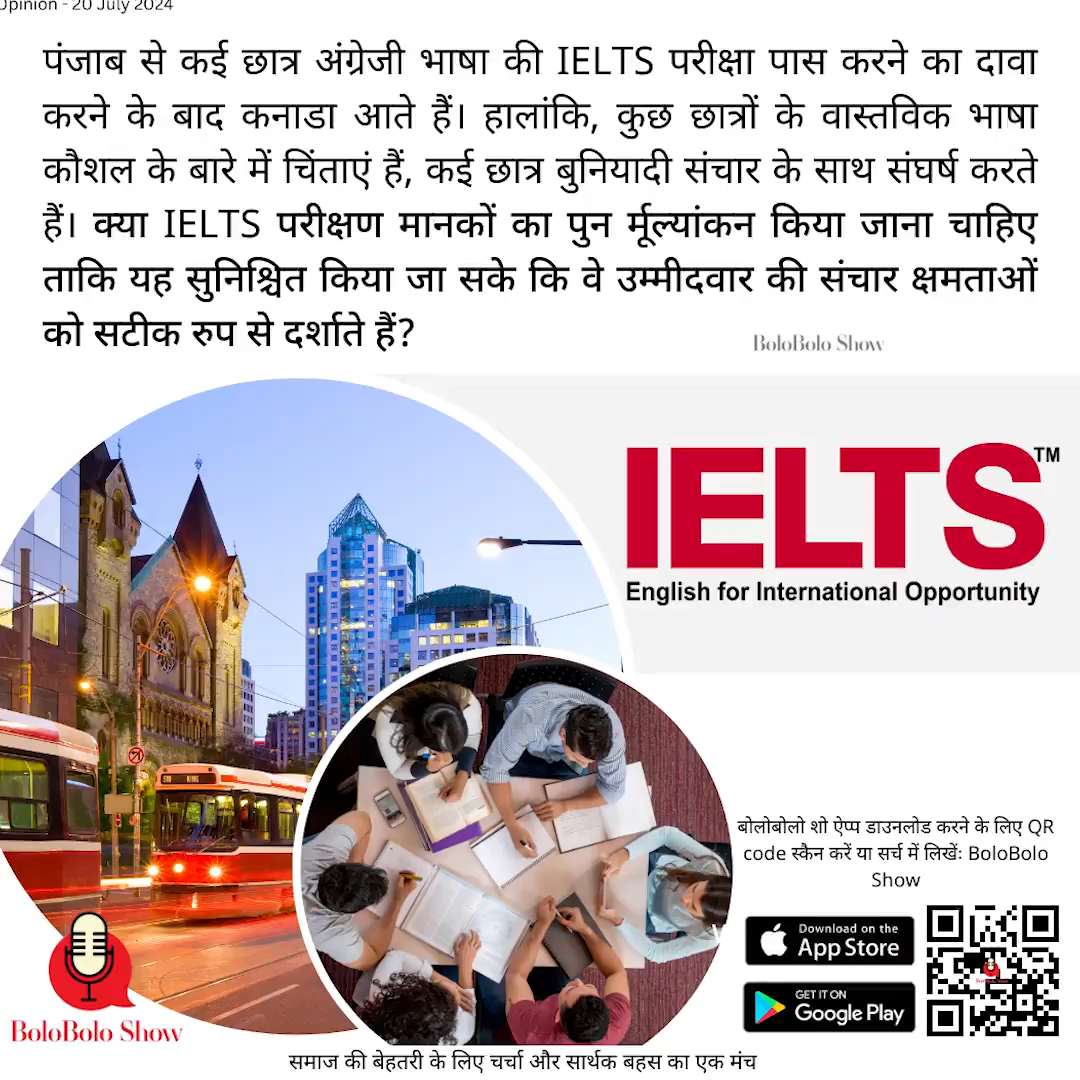 Opinion - 20 July 2024
पंजाब से कई छात्र अंग्रेजी भाषा की IELTS परीक्षा पास करने का दावा
करने के बाद कनाडा आते हैं। हालांकि, कुछ छात्रों के वास्तविक भाषा
कौशल के बारे में चिंताएं हैं, कई छात्र बुनियादी संचार के साथ संघर्ष करते
हैं। क्या IELTS परीक्षण मानकों का पुन र्मूल्यांकन किया जाना चाहिए
ताकि यह सुनिश्चित किया जा सके कि वे उम्मीदवार की संचार क्षमताओं
को सटीक रुप से दर्शाते हैं?
BoloBolo Show
IELTS™
English for International Opportunity
बोलोबोलो शो ऐप्प डाउनलोड करने के लिए QR
code स्कैन करें या सर्च में लिखेंः BoloBolo
Show
Download on the
App Store
GET IT ON
Google Play
BoloBolo Show
समाज की बेहतरी के लिए चर्चा और सार्थक बहस का एक मंच